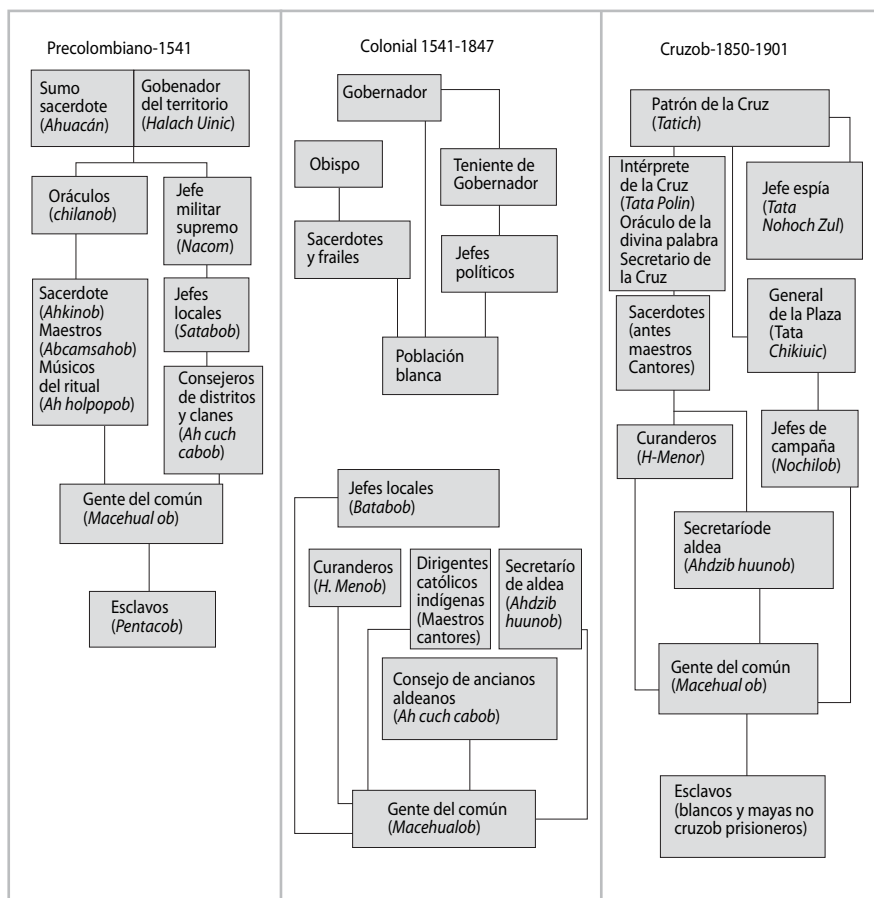 Precolombiano-1541
Sumo
sacerdote
(Ahuacán)
Gobenador
del territorio
(Halach Uinic)
Oráculos
(chilanob)
Jefe
militar
supremo
(Nacom)
Sacerdote
(Ahkinob)
Maestros
(Abcamsahob)
Músicos
del ritual
(Ah holpopob)
Jefes
locales
(Satabob)
Consejeros
de distritos
y clanes
(Ah cuch
cabob)
Gente del común
(Macehual ob)
Esclavos
(Pentacob)
Colonial 1541-1847
Gobernador
Obispo
Teniente de
Gobernador
Sacerdotes
y frailes
Jefes
políticos
Población
blanca
Jefes locales
(Batabob)
Curanderos
(H. Menob)
Dirigentes
católicos
indígenas
(Maestros
cantores)
Secretarío
de aldea
(Ahdzib
huunob)
Consejo de ancianos
aldeanos
(Ah cuch cabob)
Gente del común
(Macehualob)
Cruzob-1850-1901
Patrón de la Cruz
(Tatich)
Intérprete
de la Cruz
(Tata Polin)
Oráculo de la
divina palabra
Secretario de
la Cruz
Jefe espía
(Tata
Nohoch Zul)
Sacerdotes
(antes
maestros
Cantores)
General
de la Plaza
(Tata
Chikiuic)
Curanderos
(H-Menor)
Jefes de
campaña
(Nochilob)
Secretaríode
aldea
(Ahdzib huunob)
Gente del común
(Macehual ob)
Esclavos
(blancos y mayas no
cruzob prisioneros)